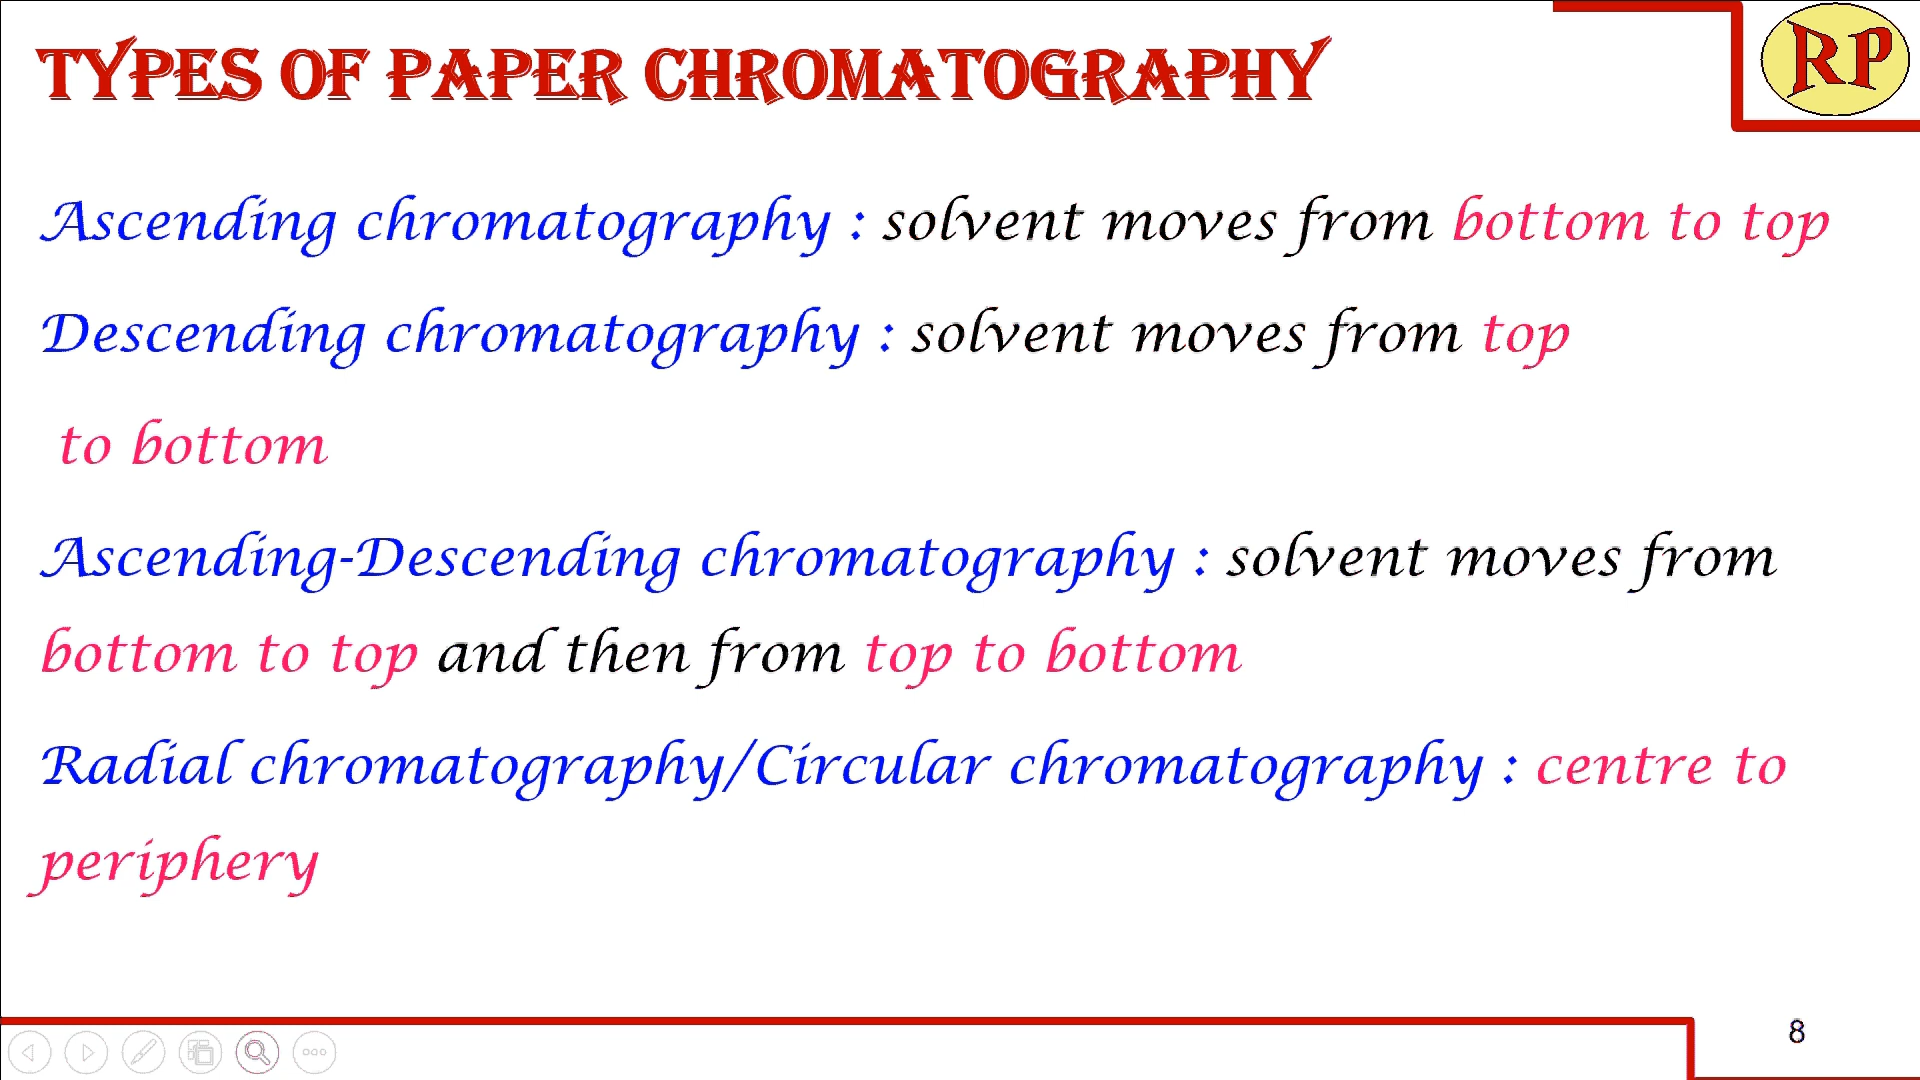 TYPES OF PAPER CHROMATOGRAPHY
RP
Ascending chromatography : solvent moves from bottom to top
Descending chromatography : solvent moves from top
to bottom
Ascending-Descending chromatography : solvent moves from
bottom to top and then from top to bottom
Radial chromatography/Circular chromatography : centre to
periphery
8